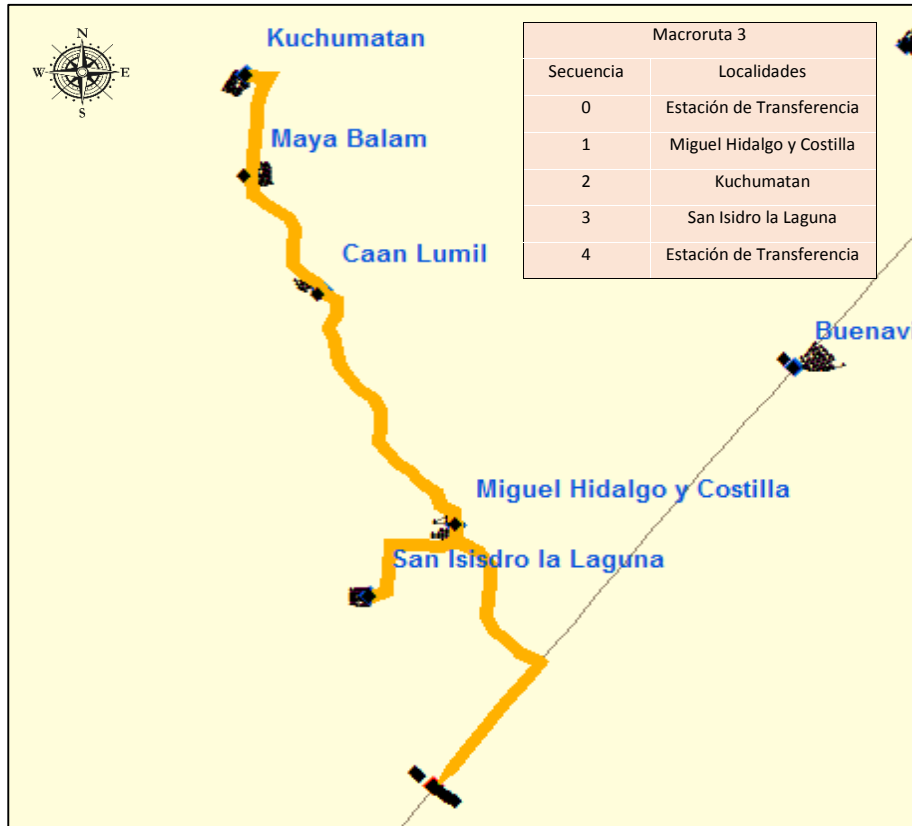 N
W
E
S
Kuchumatan
Maya Balam
Caan Lumil
Miguel Hidalgo y Costilla
San Isisdro la Laguna
Buenavi
Macroruta 3
Secuencia Localidades
0 Estación de Transferencia
1 Miguel Hidalgo y Costilla
2 Kuchumatan
3 San Isidro la Laguna
4 Estación de Transferencia